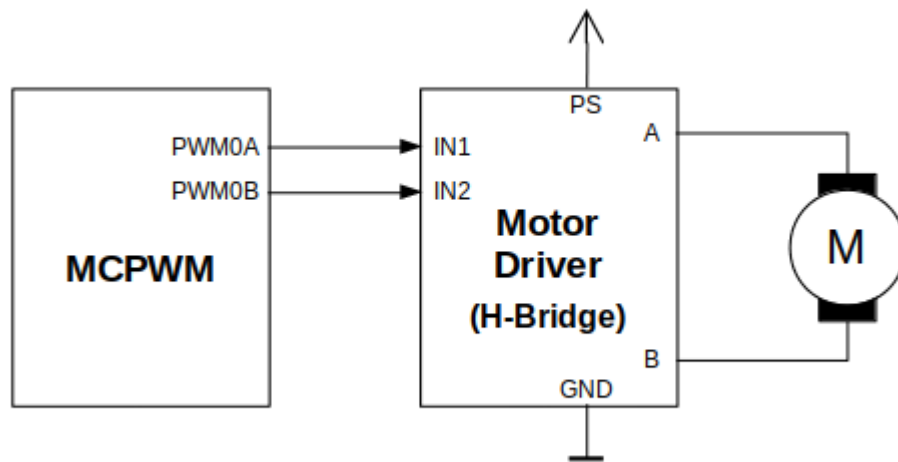 PWM0A
PWM0B
MCPWM
PS
A
IN1
IN2
Motor
Driver
(H-Bridge)
B
GND
M